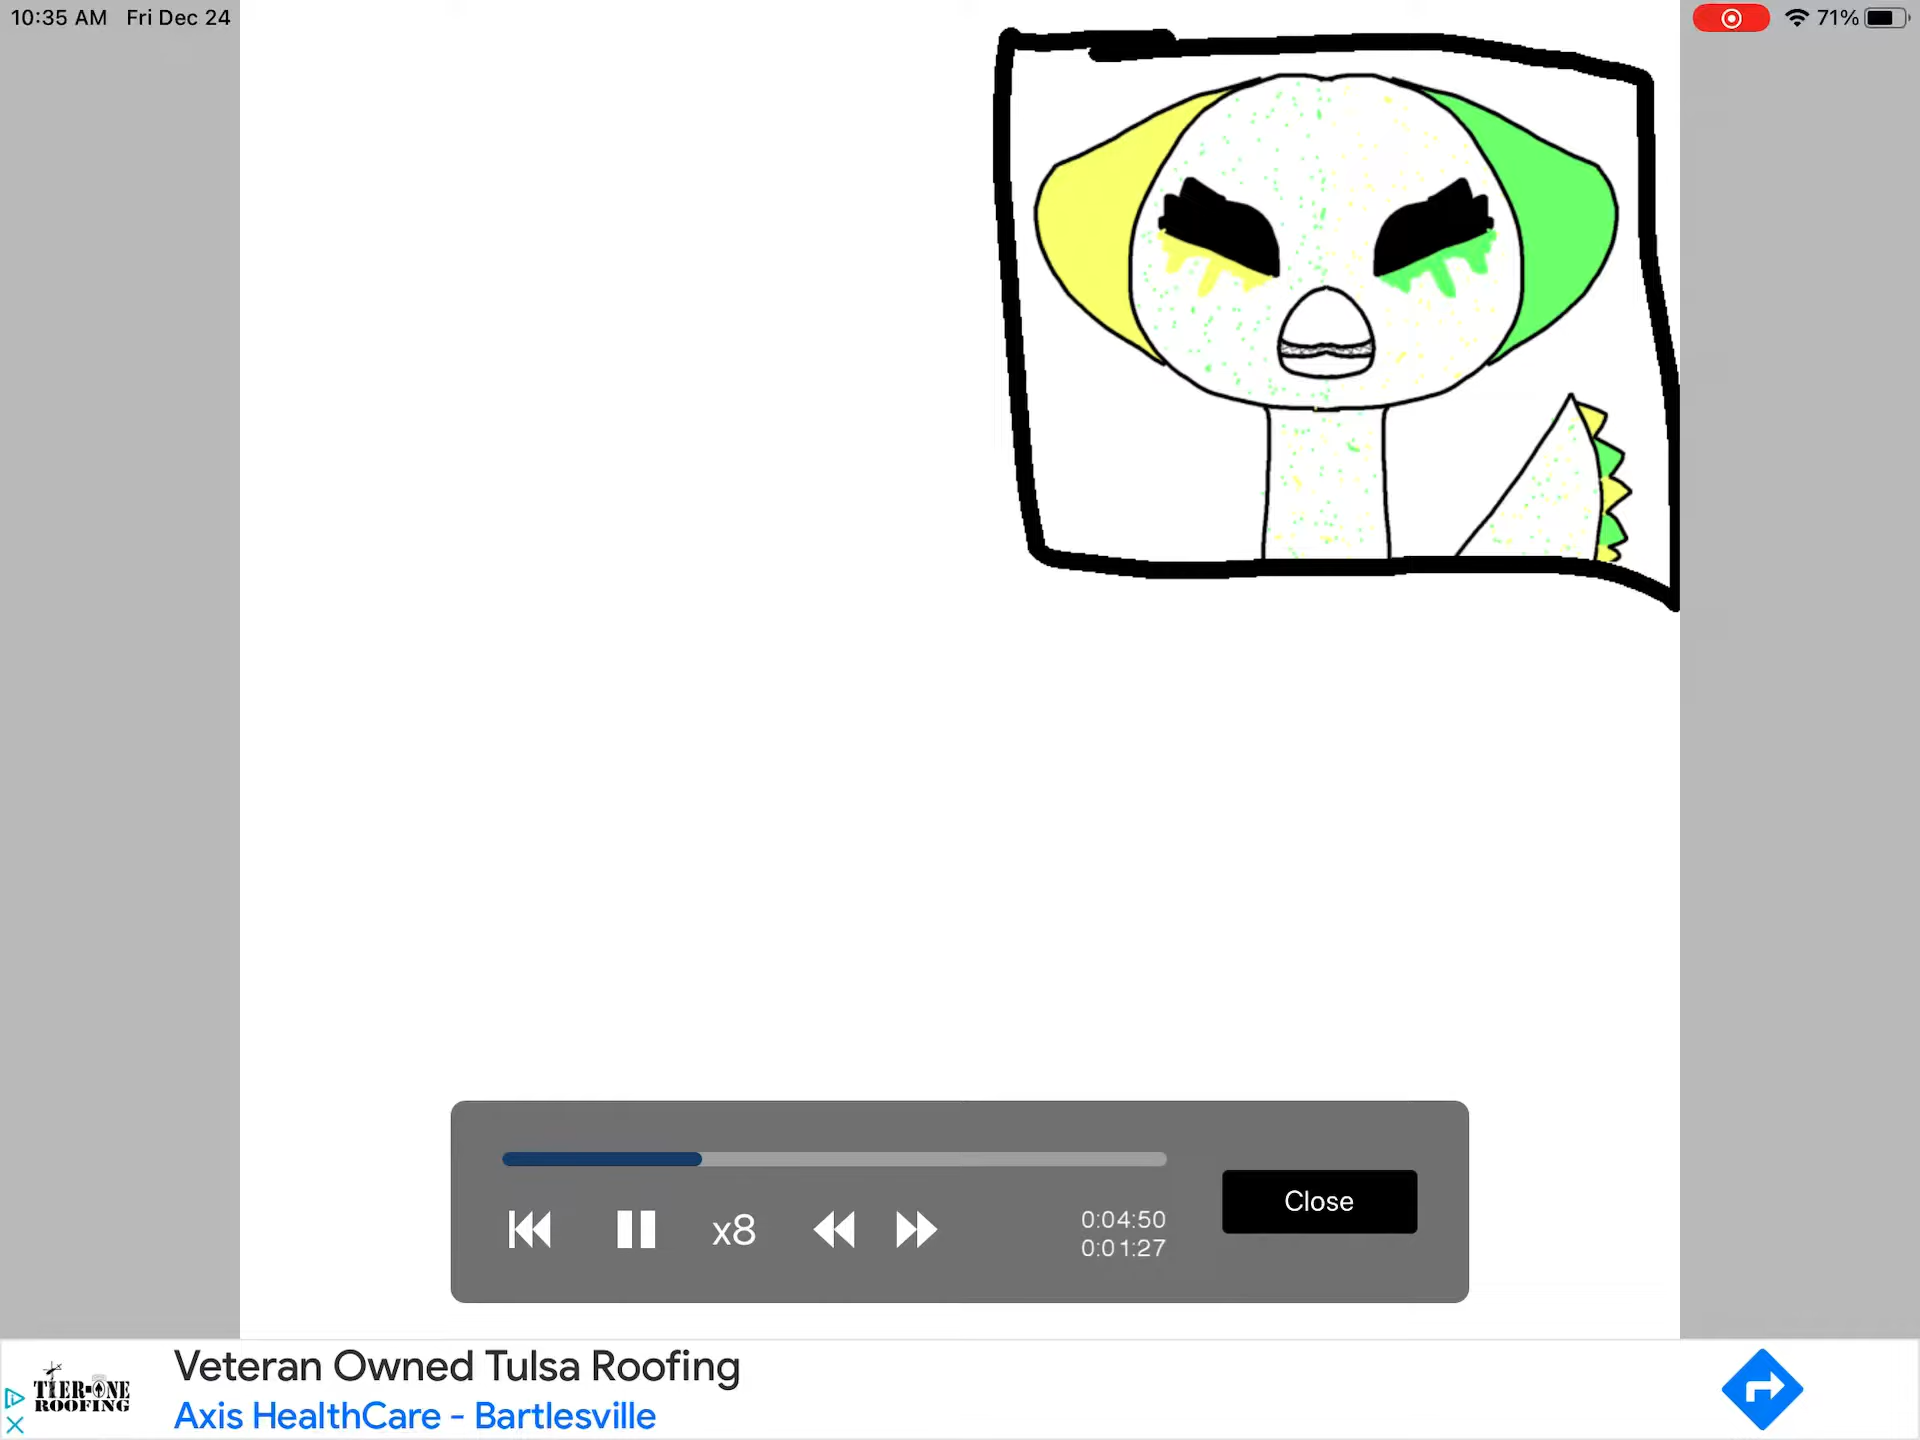 10:35 AM Fri Dec 24
71%
x8
0:04:50
0:01:27
Close
TIER-ONE
ROOFING
Veteran Owned Tulsa Roofing
Axis HealthCare - Bartlesville